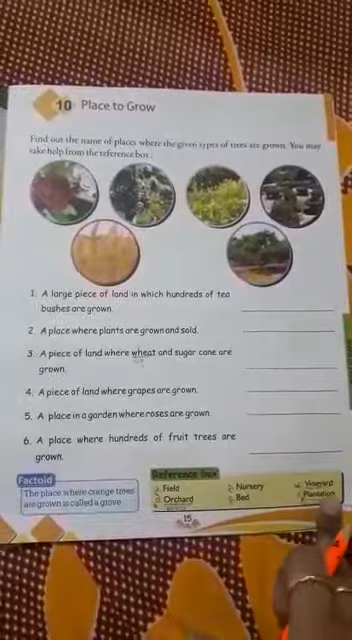 10 Place to Grow
Find out the name of places where the given types of trees are grown. You may
take help from the reference box :
1. A large piece of land in which hundreds of tea
bushes are grown.
2. A place where plants are grown and sold.
3. A piece of land where wheat and sugar cane are
grown.
4. A piece of land where grapes are grown.
5. A place in a garden where roses are grown.
6. A place where hundreds of fruit trees are
grown.
Factoid
The place where orange trees
are grown is called a grove.
Reference box
Field Nursery Vineyard
Orchard Bed Plantation
15